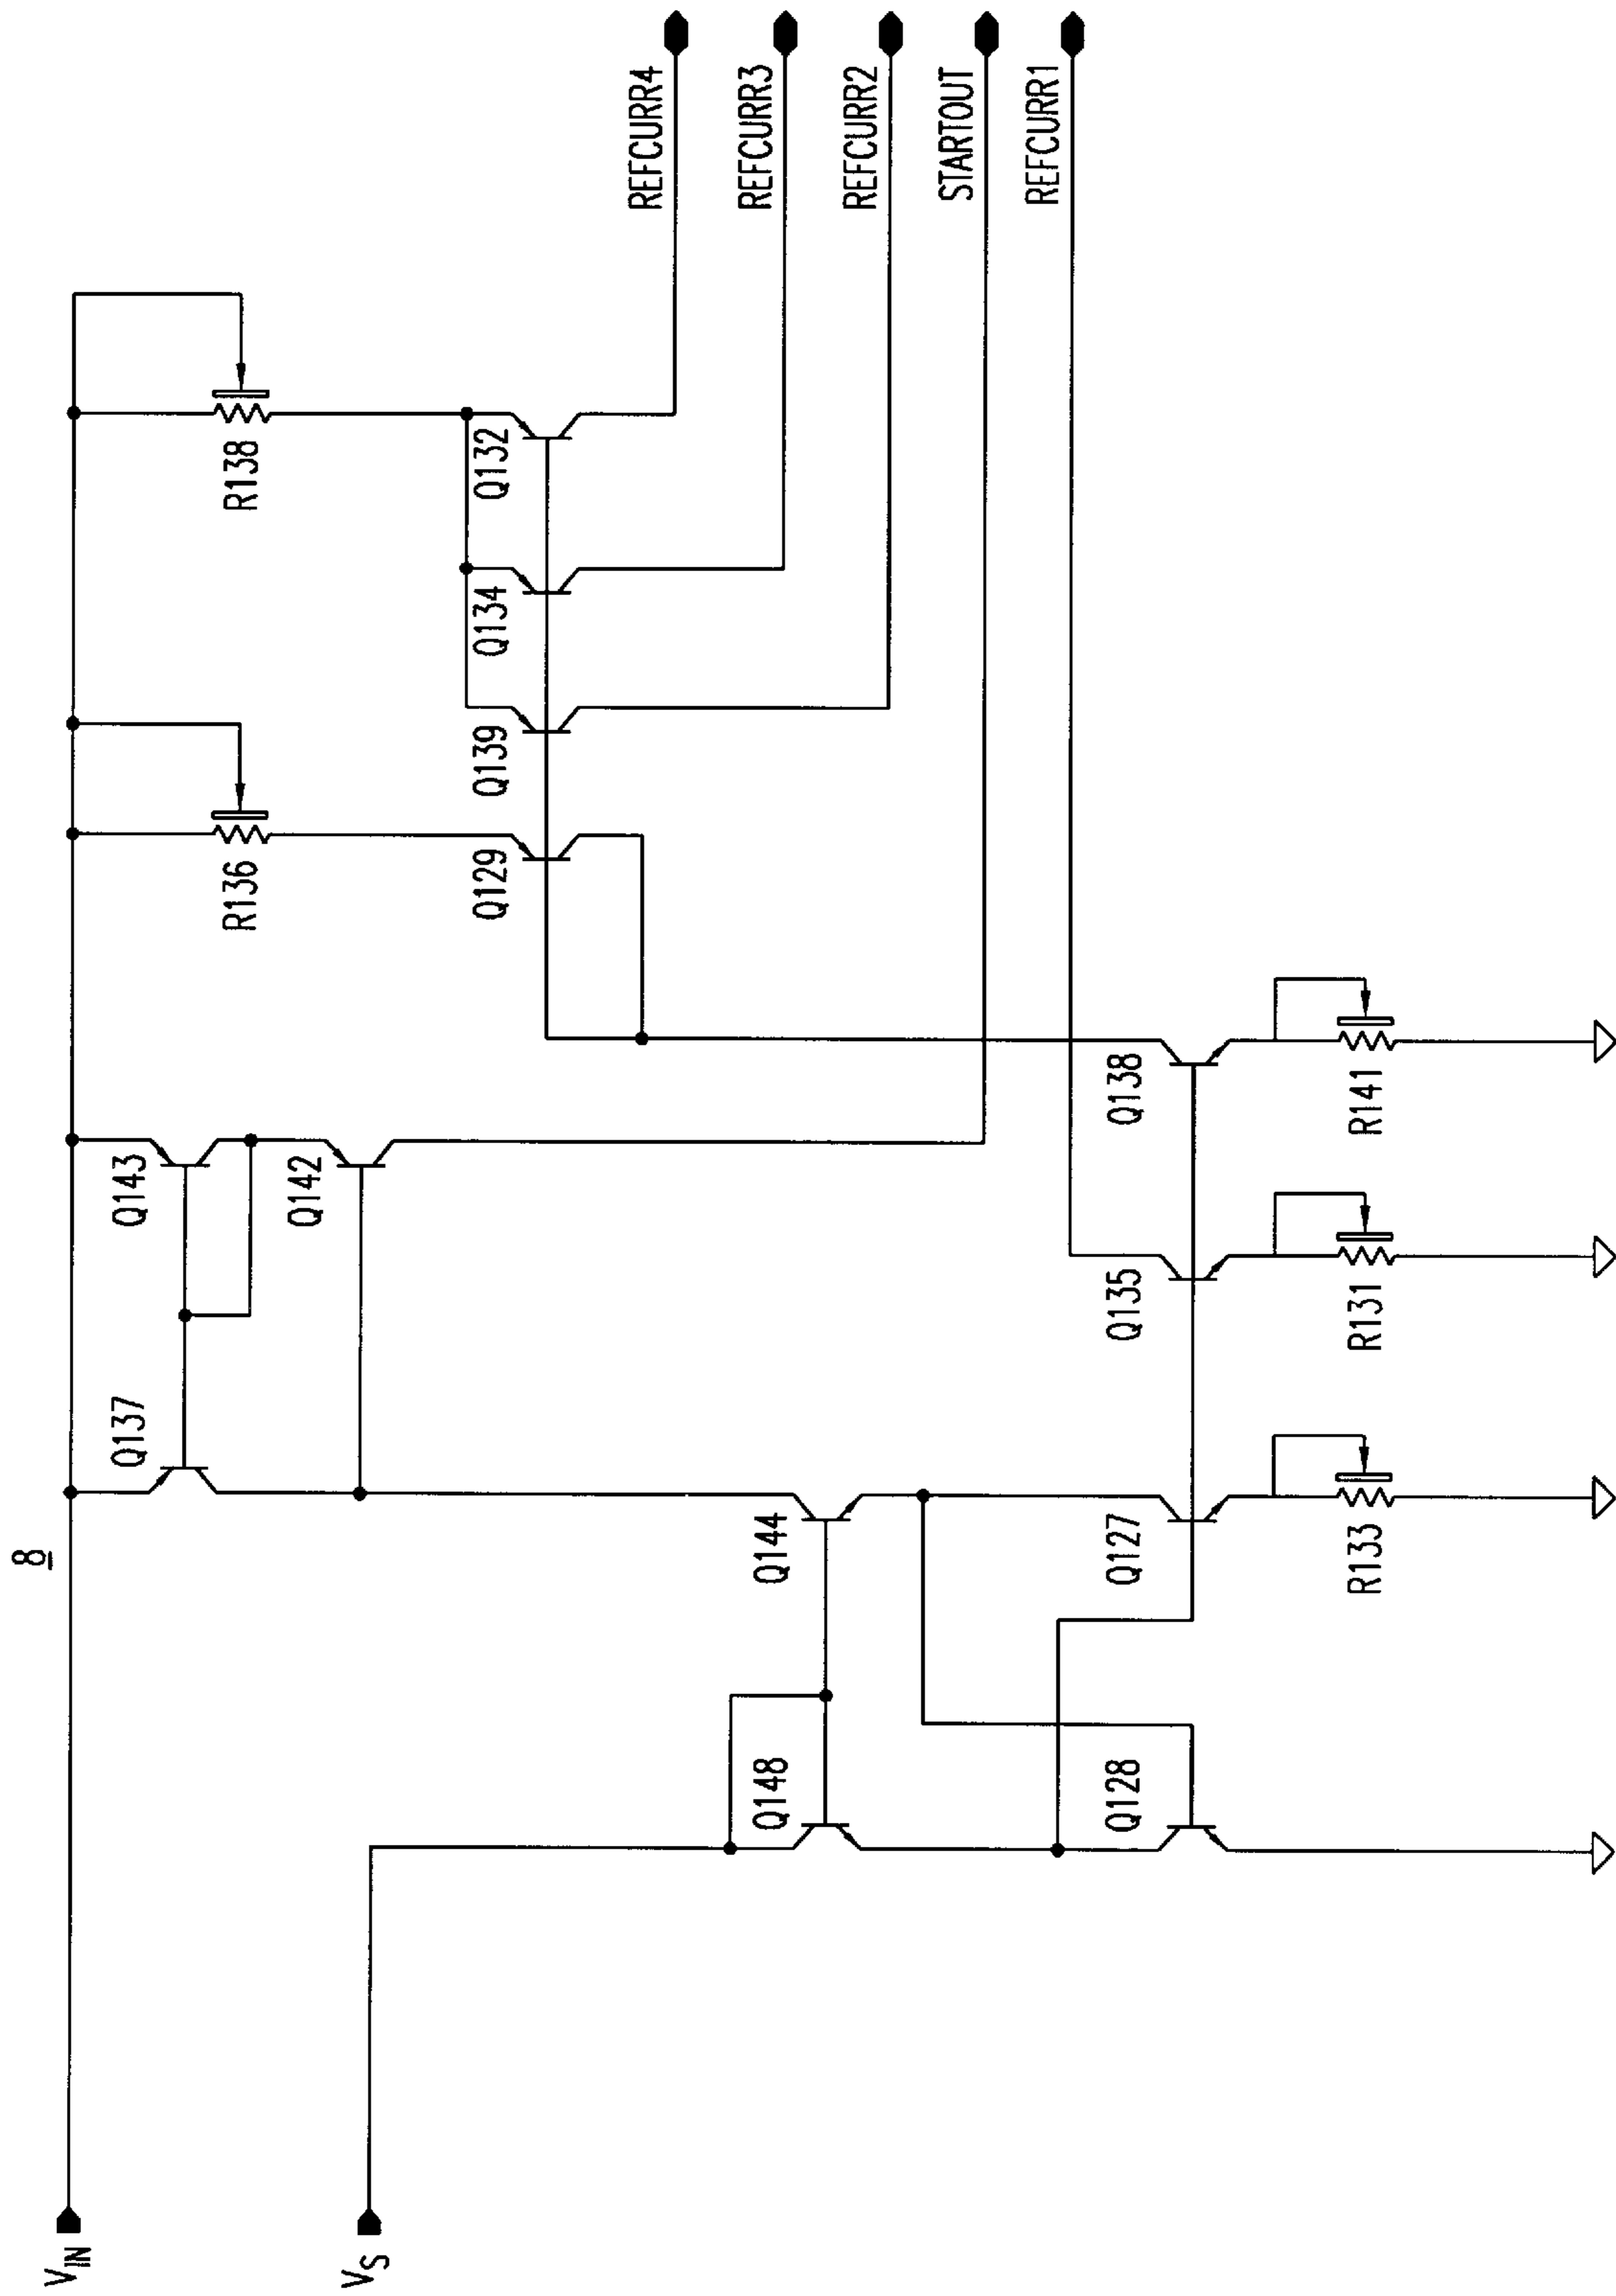 8
V_IN
V_S
Q137
Q143
Q142
R136
R138
Q129
Q139
Q134
Q132
REFCURR4
REFCURR3
REFCURR2
STARTOUT
REFCURR1
Q148
Q144
Q128
Q127
Q135
Q138
R133
R131
R141